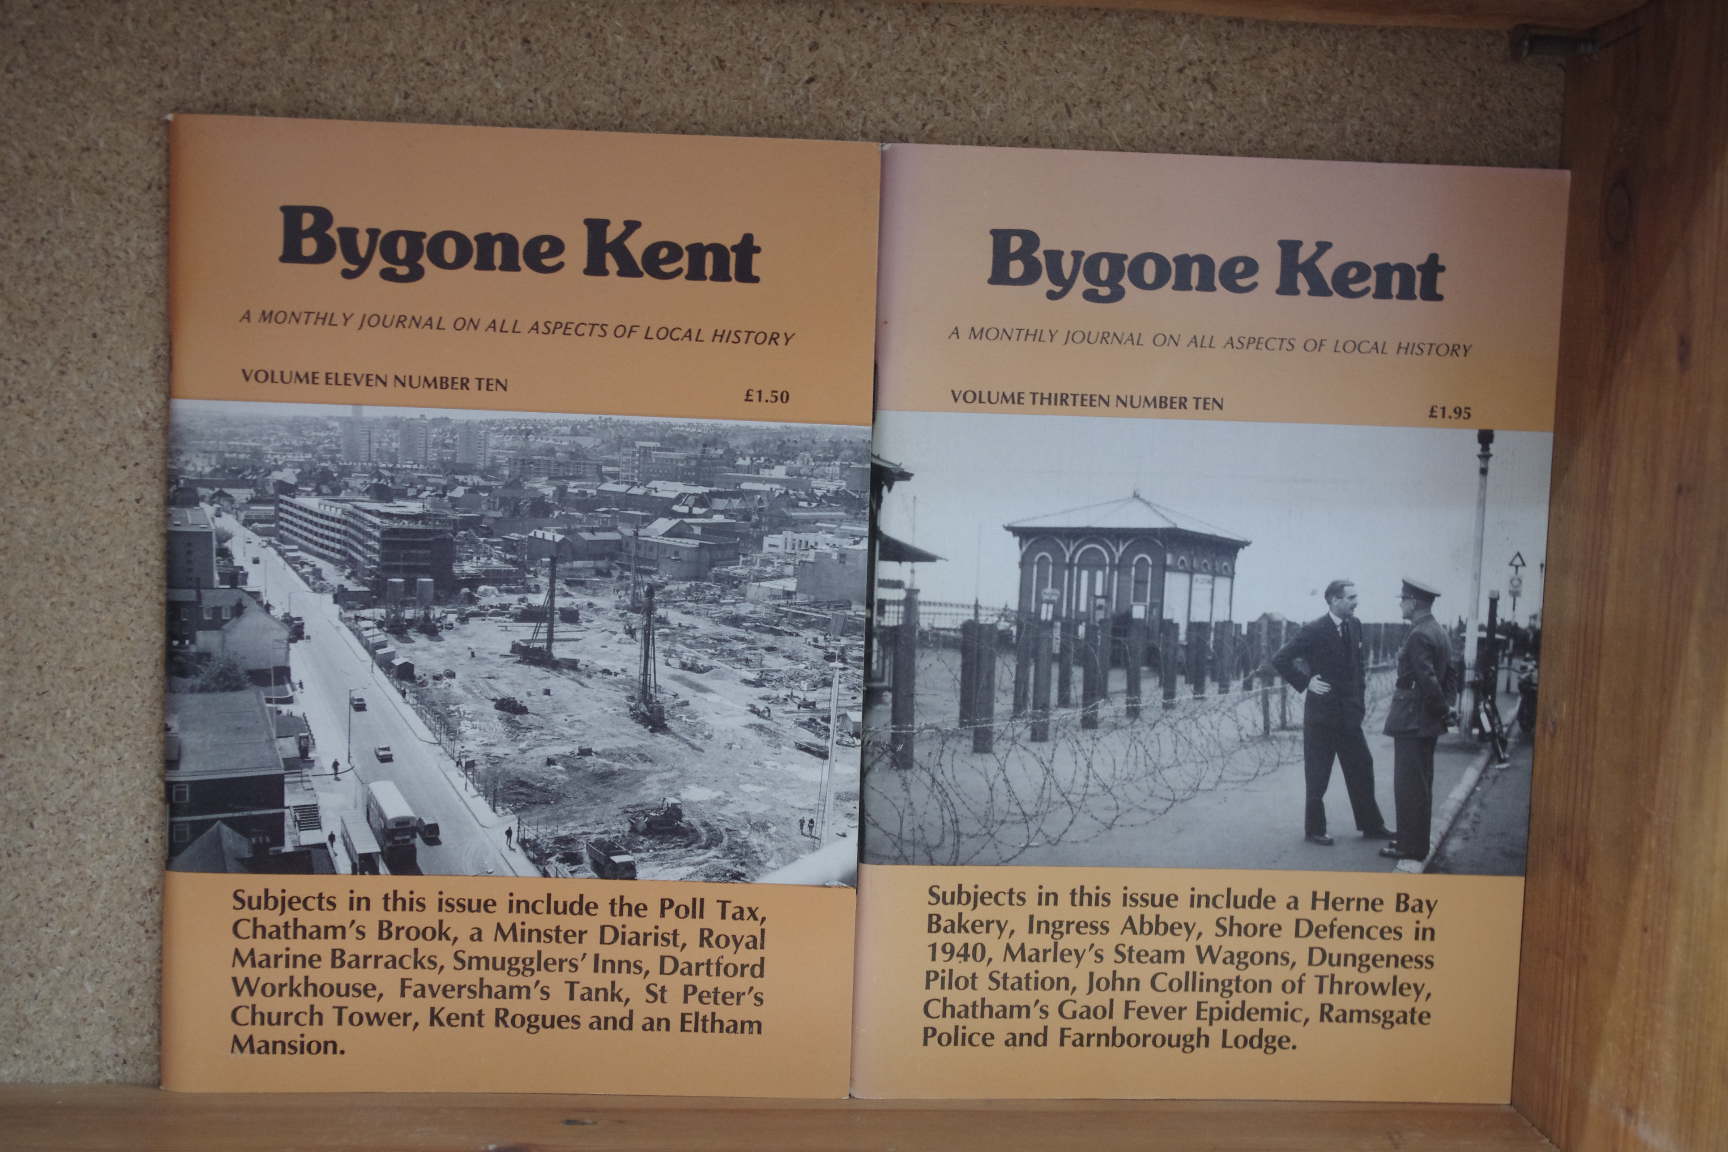 Bygone Kent
A MONTHLY JOURNAL ON ALL ASPECTS OF LOCAL HISTORY
VOLUME ELEVEN NUMBER TEN
£1.50
Subjects in this issue include the Poll Tax,
Chatham's Brook, a Minster Diarist, Royal
Marine Barracks, Smugglers' Inns, Dartford
Workhouse, Faversham's Tank, St Peter's
Church Tower, Kent Rogues and an Eltham
Mansion.
Bygone Kent
A MONTHLY JOURNAL ON ALL ASPECTS OF LOCAL HISTORY
VOLUME THIRTEEN NUMBER TEN
£1.95
Subjects in this issue include a Herne Bay
Bakery, Ingress Abbey, Shore Defences in
1940, Marley's Steam Wagons, Dungeness
Pilot Station, John Collington of Throwley,
Chatham's Gaol Fever Epidemic, Ramsgate
Police and Farnborough Lodge.